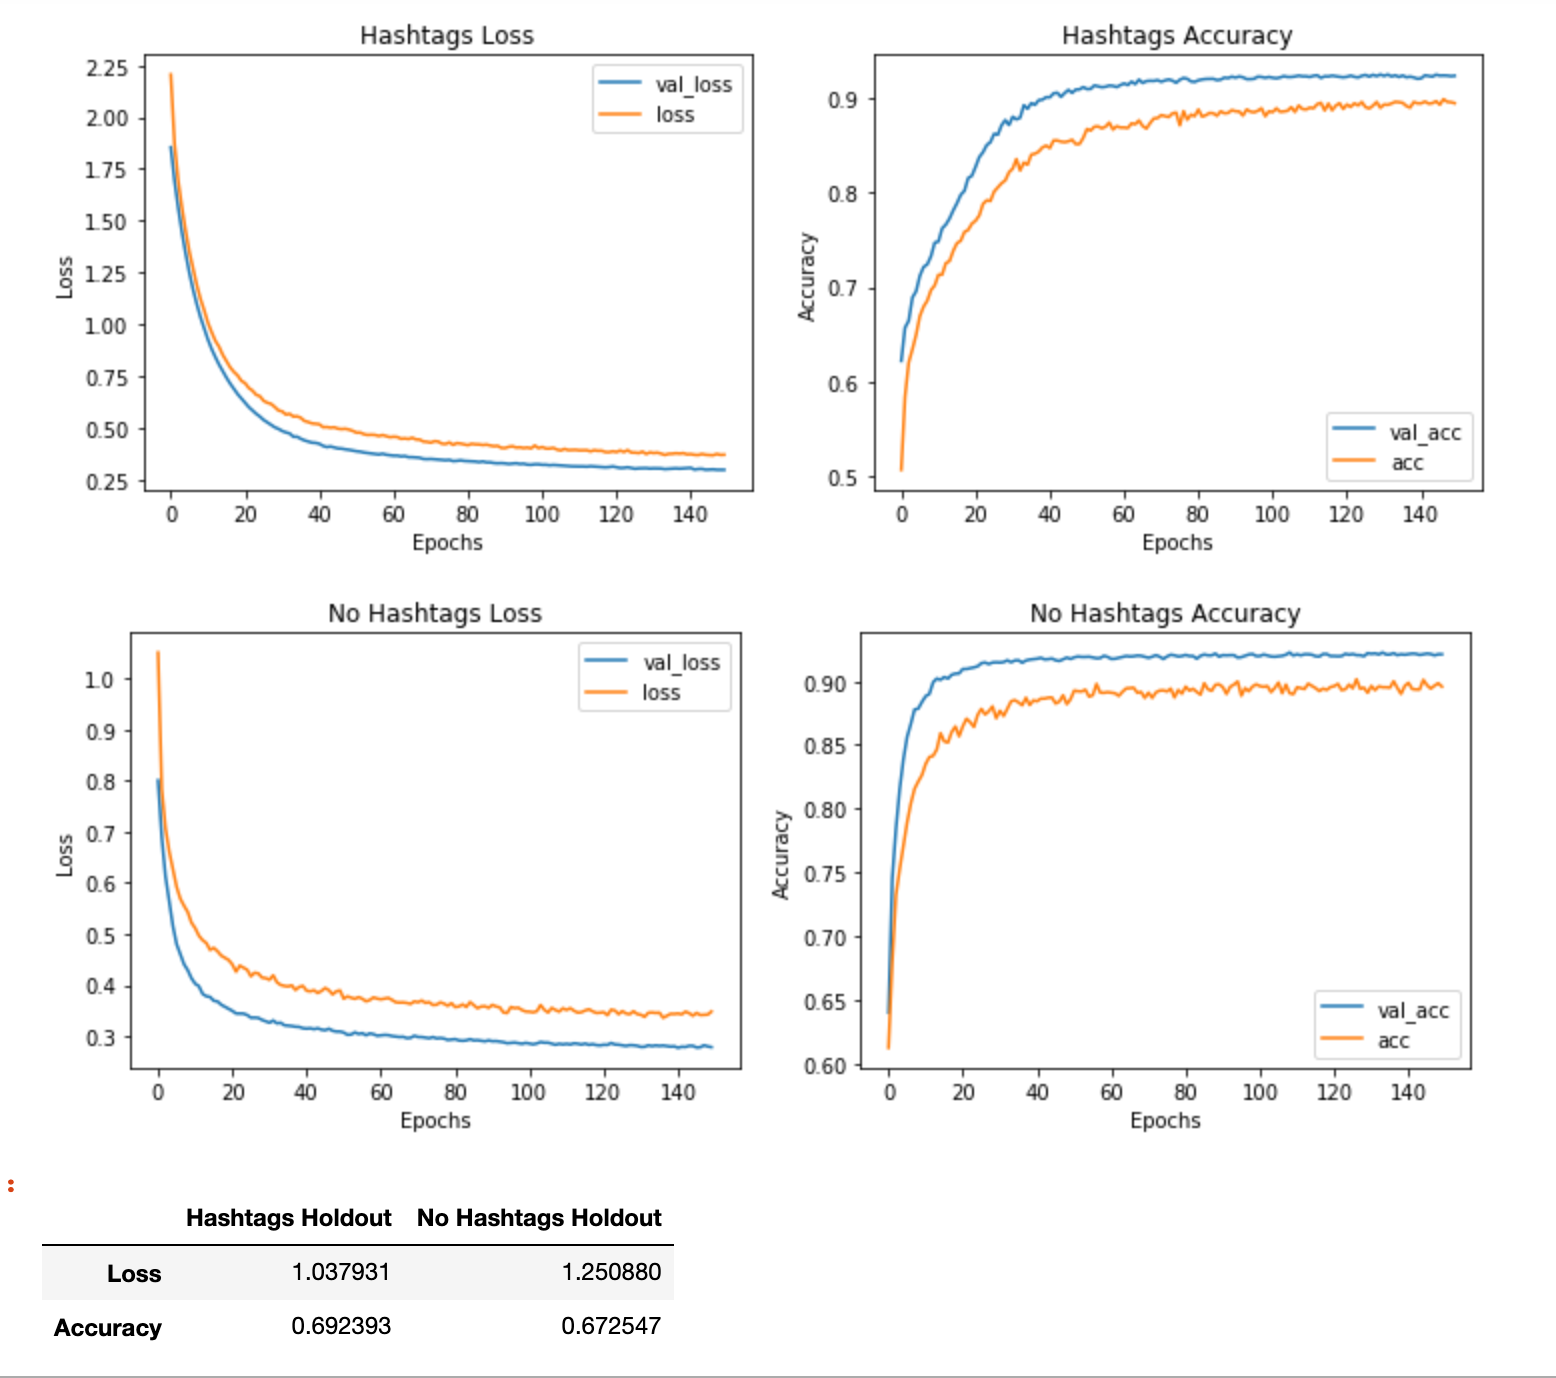 Hashtags Loss
2.25
2.00
1.75
1.50
1.25
1.00
0.75
0.50
0.25
Loss
val_loss
loss
0 20 40 60 80 100 120 140
Epochs
Hashtags Accuracy
0.9
0.8
0.7
0.6
0.5
Accuracy
val_acc
acc
0 20 40 60 80 100 120 140
Epochs
No Hashtags Loss
1.0
0.9
0.8
0.7
0.6
0.5
0.4
0.3
Loss
val_loss
loss
0 20 40 60 80 100 120 140
Epochs
No Hashtags Accuracy
0.90
0.85
0.80
0.75
0.70
0.65
0.60
Accuracy
val_acc
acc
0 20 40 60 80 100 120 140
Epochs
:
Hashtags Holdout No Hashtags Holdout
Loss 1.037931 1.250880
Accuracy 0.692393 0.672547